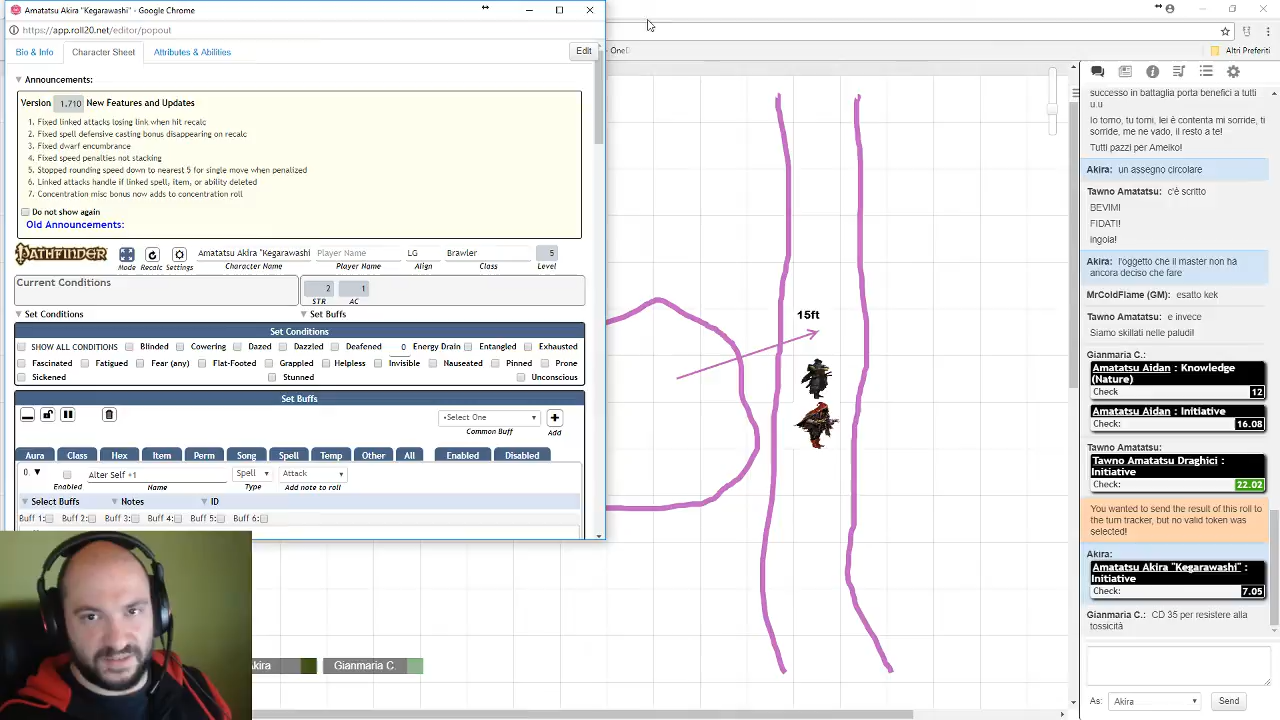 Amatatsu Akira "Kegarawashi" - Google Chrome
https://app.roll20.net/editor/popout
Bio & Info
Character Sheet
Attributes & Abilities
Edit
Announcements:
Version 1.710 New Features and Updates
1. Fixed linked attacks losing link when hit recalc
2. Fixed spell defensive casting bonus disappearing on recalc
3. Fixed dwarf encumbrance
4. Fixed speed penalties not stacking
5. Stopped rounding speed down to nearest 5 for single move when penalized
6. Linked attacks handle if linked spell, item, or ability deleted
7. Concentration misc bonus now adds to concentration roll
Do not show again
Old Announcements:
PATHFINDER
Mode Recalc Settings
Amatatsu Akira "Kegarawashi Player Name LG Brawler 5
Character Name Player Name Align Class Level
Current Conditions
2 1
STR AC
Set Conditions Set Buffs
Set Conditions
SHOW ALL CONDITIONS Blinded Cowering Dazed Dazzled Deafened 0 Energy Drain Entangled Exhausted
Fascinated Fatigued Fear (any) Flat-Footed Grappled Helpless Invisible Nauseated Pinned Prone
Sickened Stunned Unconscious
Set Buffs
•Select One
Common Buff Add
Aura Class Hex Item Perm Song Spell Temp Other All Enabled Disabled
0. Alter Self +1 Spell Attack
Enabled Name Type Add note to roll
Select Buffs Notes ID
Buff 1: Buff 2: Buff 3: Buff 4: Buff 5: Buff 6:
- OneD
Altri Preferiti
15ft
kira
Gianmaria C.
successo in battaglia porta benefici a tutti
u.u
Io torno, tu torni, lei è contenta mi sorride, ti
sorride, me ne vado, il resto a te!
Tutti pazzi per Ameiko!
Akira: un assegno circolare
Tawno Amatatsu: c'è scritto
BEVIMI
FIDATI!
ingoia!
Akira: l'oggetto che il master non ha
ancora deciso che fare
MrColdFlame (GM): esatto kek
Tawno Amatatsu: e invece
Siamo skillati nelle paludi!
Gianmaria C.:
Amatatsu Aidan : Knowledge
(Nature)
Check 12
Amatatsu Aidan : Initiative
Check: 16.08
Tawno Amatatsu:
Tawno Amatatsu Draghici :
Initiative
Check: 22.02
You wanted to send the result of this roll to
the turn tracker, but no valid token was
selected!
Akira:
Amatatsu Akira "Kegarawashi" :
Initiative
Check: 7.05
Gianmaria C.: CD 35 per resistere alla
tossicità
As: Akira Send